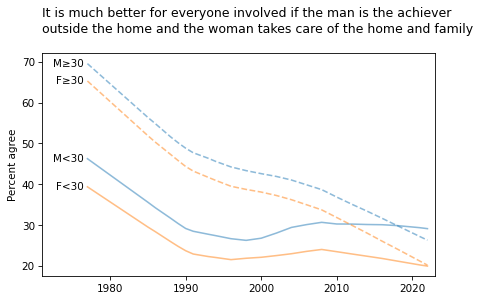 It is much better for everyone involved if the man is the achiever
outside the home and the woman takes care of the home and family
70
M≥30
F≥30
60
50
M<30
40
F<30
30
20
Percent agree
1980 1990 2000 2010 2020